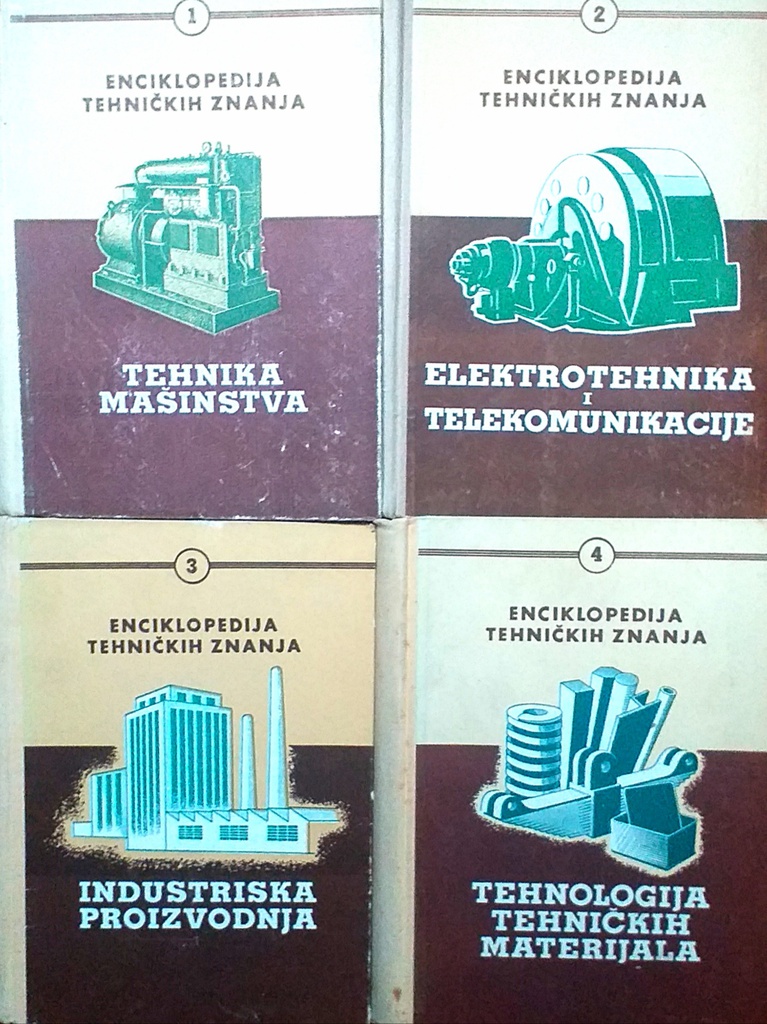 1
ENCIKLOPEDIJA
TEHNIČKIH ZNANJA
TEHNIKA
MAŠINSTVA
2
ENCIKLOPEDIJA
TEHNIČKIH ZNANJA
ELEKTROTEHNIKA
I
TELEKOMUNIKACIJE
3
ENCIKLOPEDIJA
TEHNIČKIH ZNANJA
INDUSTRISKA
PROIZVODNJA
4
ENCIKLOPEDIJA
TEHNIČKIH ZNANJA
TEHNOLOGIJA
TEHNIČKIH
MATERIJALA